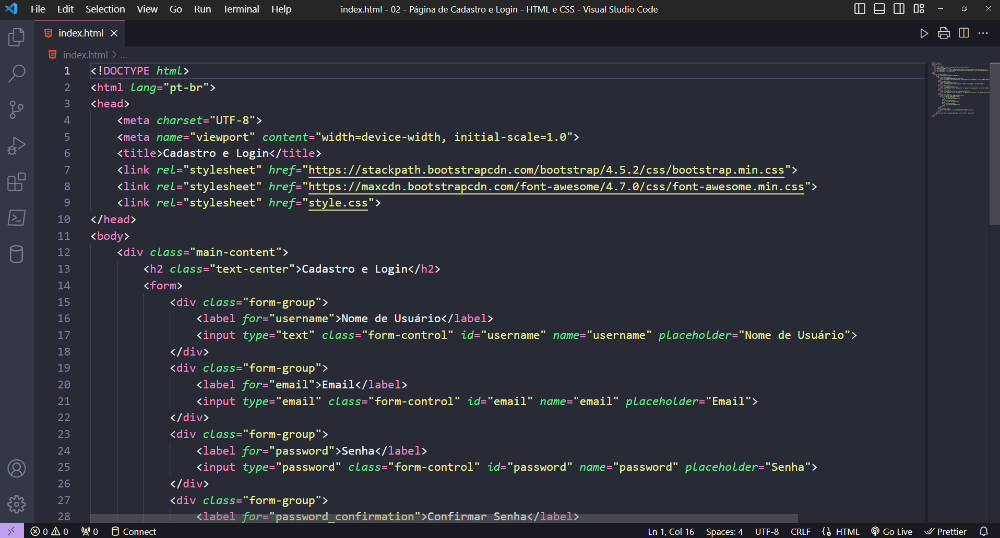 File Edit Selection View Go Run Terminal Help index.html - 02 - Página de Cadastro e Login - HTML e CSS - Visual Studio Code
index.html
index.html > ...
1 <!DOCTYPE html>
2 <html lang="pt-br">
3 <head>
4 <meta charset="UTF-8">
5 <meta name="viewport" content="width=device-width, initial-scale=1.0">
6 <title>Cadastro e Login</title>
7 <link rel="stylesheet" href="https://stackpath.bootstrapcdn.com/bootstrap/4.5.2/css/bootstrap.min.css">
8 <link rel="stylesheet" href="https://maxcdn.bootstrapcdn.com/font-awesome/4.7.0/css/font-awesome.min.css">
9 <link rel="stylesheet" href="style.css">
10 </head>
11 <body>
12 <div class="main-content">
13 <h2 class="text-center">Cadastro e Login</h2>
14 <form>
15 <div class="form-group">
16 <label for="username">Nome de Usuário</label>
17 <input type="text" class="form-control" id="username" name="username" placeholder="Nome de Usuário">
18 </div>
19 <div class="form-group">
20 <label for="email">Email</label>
21 <input type="email" class="form-control" id="email" name="email" placeholder="Email">
22 </div>
23 <div class="form-group">
24 <label for="password">Senha</label>
25 <input type="password" class="form-control" id="password" name="password" placeholder="Senha">
26 </div>
27 <div class="form-group">
28 <label for="password_confirmation">Confirmar Senha</label>
0 0 0 Connect Ln 1, Col 16 Spaces: 4 UTF-8 CRLF HTML Go Live Prettier